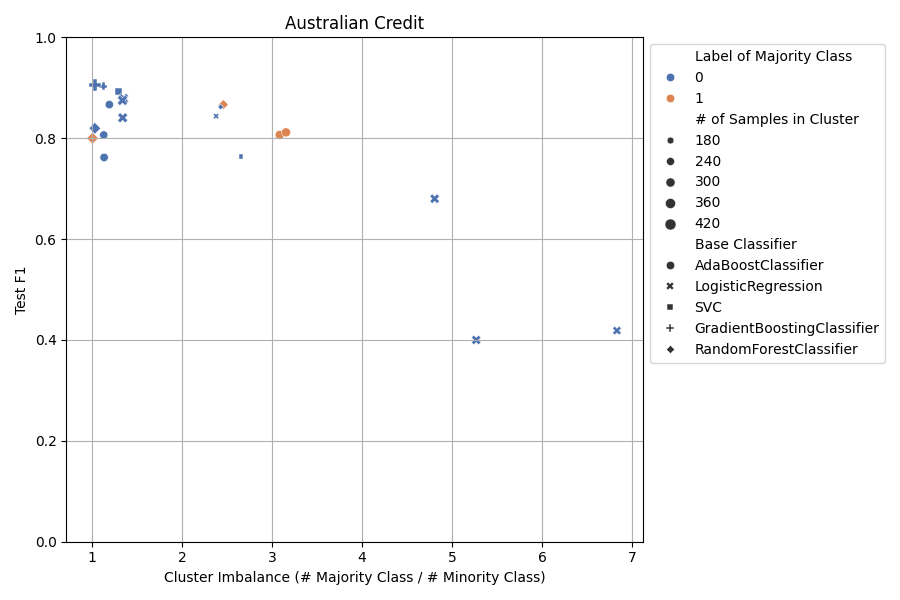 Australian Credit
1.0
0.8
0.6
0.4
0.2
0.0
Test F1
1
2
3
4
5
6
7
Cluster Imbalance (# Majority Class / # Minority Class)
Label of Majority Class
0
1
# of Samples in Cluster
180
240
300
360
420
Base Classifier
AdaBoostClassifier
LogisticRegression
SVC
GradientBoostingClassifier
RandomForestClassifier